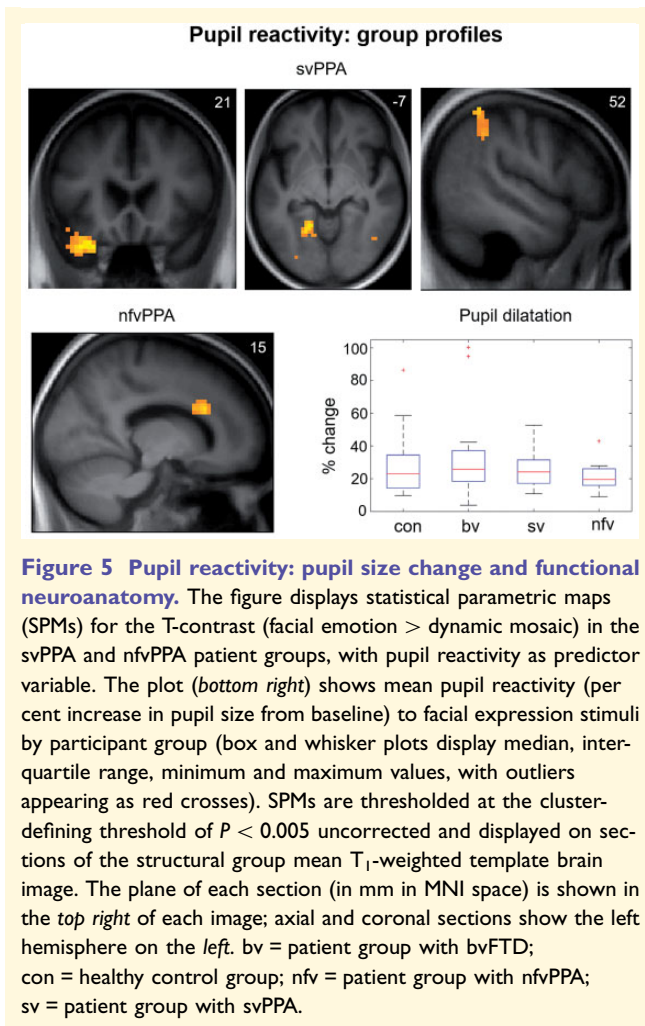 Pupil reactivity: group profiles
svPPA
21
-7
52
nfvPPA
15
Pupil dilatation
% change
100
80
60
40
20
0
con bv sv nfv
Figure 5 Pupil reactivity: pupil size change and functional
neuroanatomy. The figure displays statistical parametric maps
(SPMs) for the T-contrast (facial emotion > dynamic mosaic) in the
svPPA and nfvPPA patient groups, with pupil reactivity as predictor
variable. The plot (bottom right) shows mean pupil reactivity (per
cent increase in pupil size from baseline) to facial expression stimuli
by participant group (box and whisker plots display median, inter-
quartile range, minimum and maximum values, with outliers
appearing as red crosses). SPMs are thresholded at the cluster-
defining threshold of P < 0.005 uncorrected and displayed on sec-
tions of the structural group mean T₁-weighted template brain
image. The plane of each section (in mm in MNI space) is shown in
the top right of each image; axial and coronal sections show the left
hemisphere on the left. bv = patient group with bvFTD;
con = healthy control group; nfv = patient group with nfvPPA;
sv = patient group with svPPA.